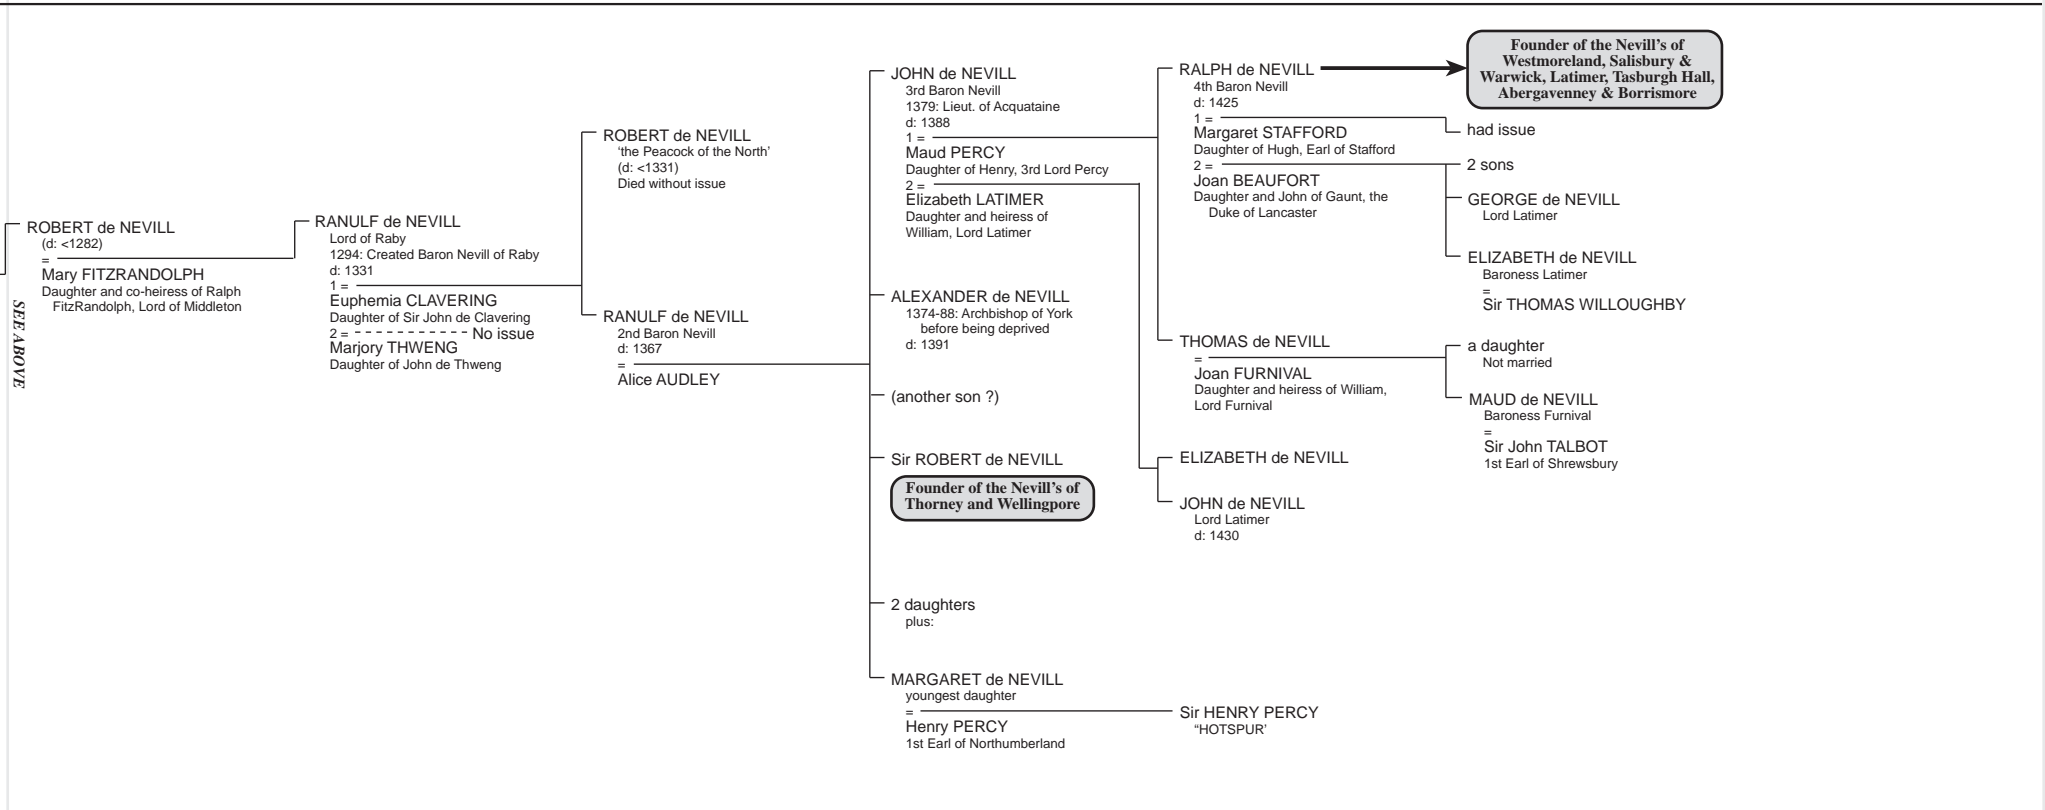 SEE ABOVE
ROBERT de NEVILL
(d: <1282)
=
Mary FITZRANDOLPH
Daughter and co-heiress of Ralph
FitzRandolph, Lord of Middleton
RANULF de NEVILL
Lord of Raby
1294: Created Baron Nevill of Raby
d: 1331
1 =
Euphemia CLAVERING
Daughter of Sir John de Clavering
2 = - - - - - - - - - - - No issue
Marjory THWENG
Daughter of John de Thweng
ROBERT de NEVILL
‘the Peacock of the North’
(d: <1331)
Died without issue
RANULF de NEVILL
2nd Baron Nevill
d: 1367
=
Alice AUDLEY
JOHN de NEVILL
3rd Baron Nevill
1379: Lieut. of Acquataine
d: 1388
1 =
Maud PERCY
Daughter of Henry, 3rd Lord Percy
2 =
Elizabeth LATIMER
Daughter and heiress of
William, Lord Latimer
ALEXANDER de NEVILL
1374-88: Archbishop of York
before being deprived
d: 1391
(another son ?)
Sir ROBERT de NEVILL
Founder of the Nevill's of
Thorney and Wellingpore
2 daughters
plus:
MARGARET de NEVILL
youngest daughter
=
Henry PERCY
1st Earl of Northumberland
RALPH de NEVILL
4th Baron Nevill
d: 1425
1 =
Margaret STAFFORD
Daughter of Hugh, Earl of Stafford
2 =
Joan BEAUFORT
Daughter and John of Gaunt, the
Duke of Lancaster
THOMAS de NEVILL
=
Joan FURNIVAL
Daughter and heiress of William,
Lord Furnival
ELIZABETH de NEVILL
JOHN de NEVILL
Lord Latimer
d: 1430
Sir HENRY PERCY
“HOTSPUR’
Founder of the Nevill's of
Westmoreland, Salisbury &
Warwick, Latimer, Tasburgh Hall,
Abergavenney & Borrismore
had issue
2 sons
GEORGE de NEVILL
Lord Latimer
ELIZABETH de NEVILL
Baroness Latimer
=
Sir THOMAS WILLOUGHBY
a daughter
Not married
MAUD de NEVILL
Baroness Furnival
=
Sir John TALBOT
1st Earl of Shrewsbury